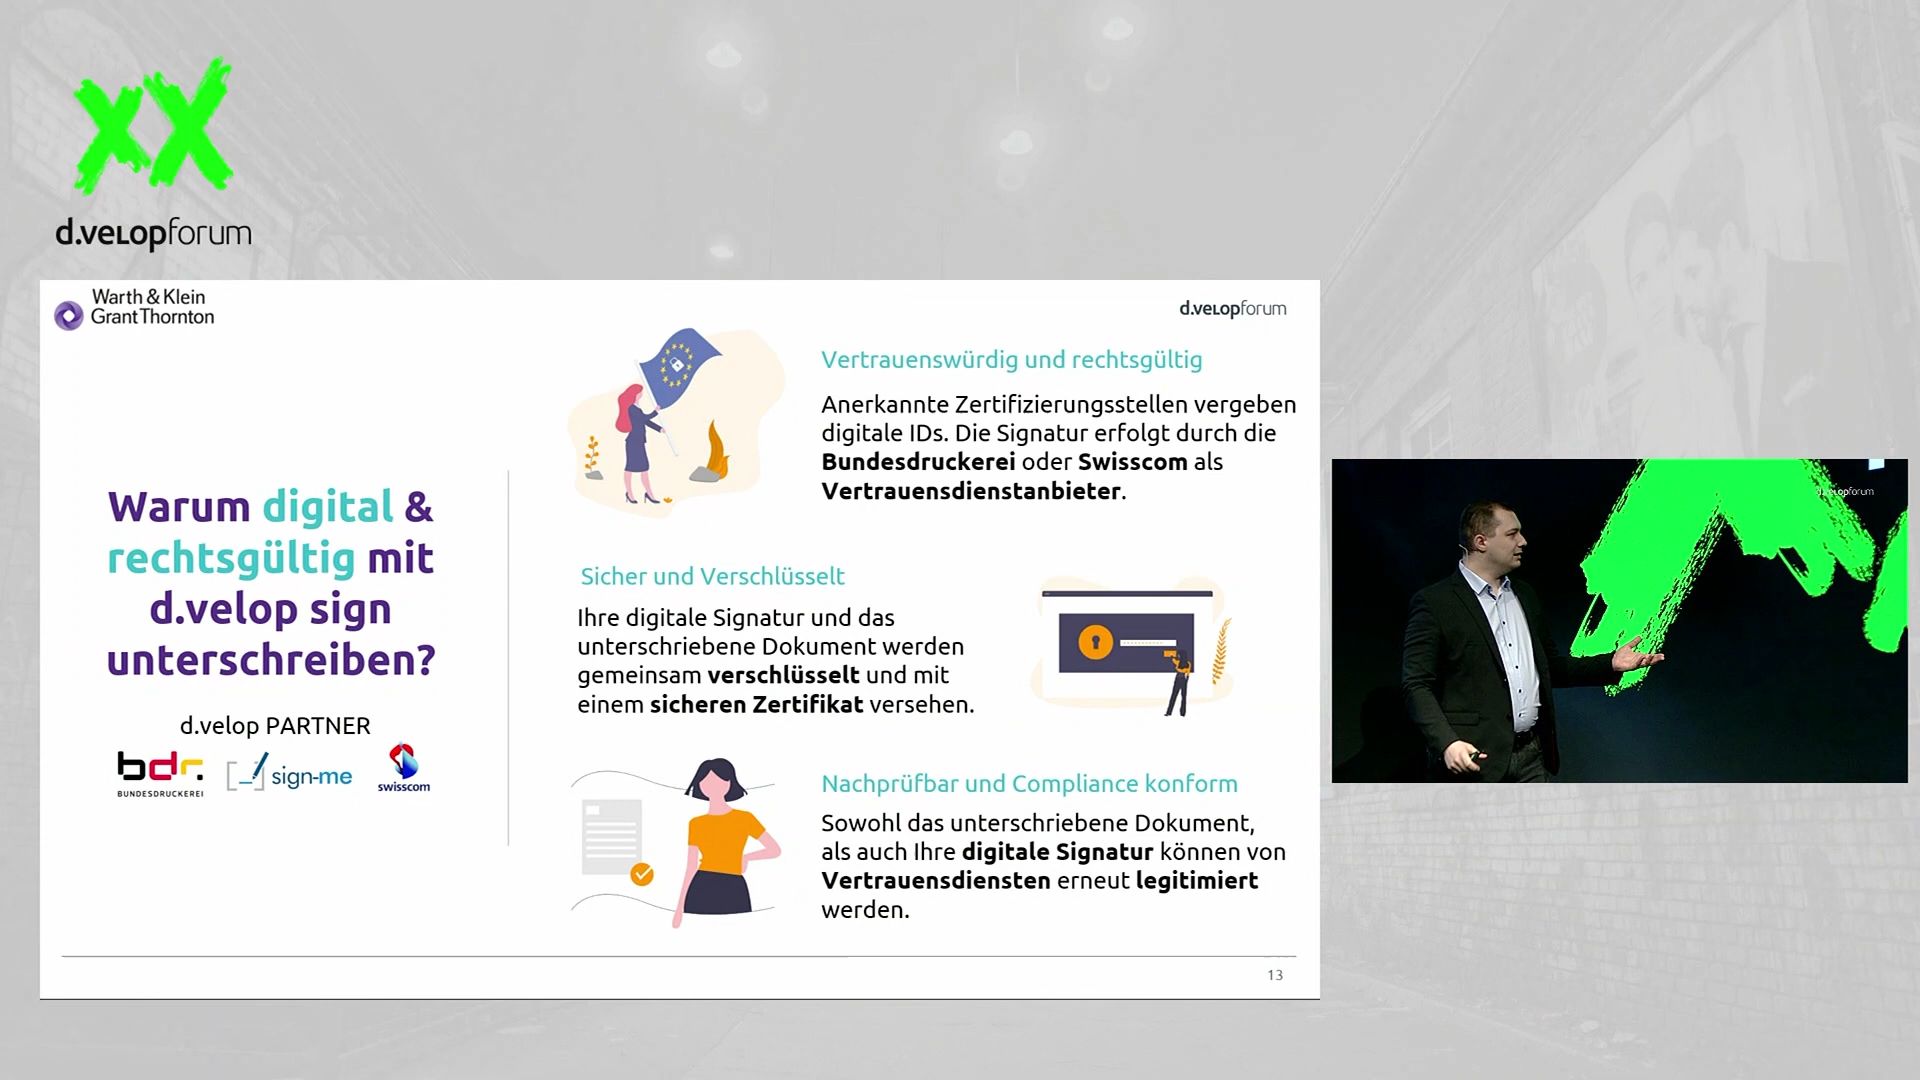 xX
d.velopforum
Warth & Klein
Grant Thornton
d.velopforum
Warum digital &
rechtsgültig mit
d.velop sign
unterschreiben?
d.velop PARTNER
bdr.
BUNDESDRUCKEREI
sign-me
swisscom
Vertrauenswürdig und rechtsgültig
Anerkannte Zertifizierungsstellen vergeben
digitale IDs. Die Signatur erfolgt durch die
Bundesdruckerei oder Swisscom als
Vertrauensdienstanbieter.
Sicher und Verschlüsselt
Ihre digitale Signatur und das
unterschriebene Dokument werden
gemeinsam verschlüsselt und mit
einem sicheren Zertifikat versehen.
Nachprüfbar und Compliance konform
Sowohl das unterschriebene Dokument,
als auch Ihre digitale Signatur können von
Vertrauensdiensten erneut legitimiert
werden.
13
d.velopforum